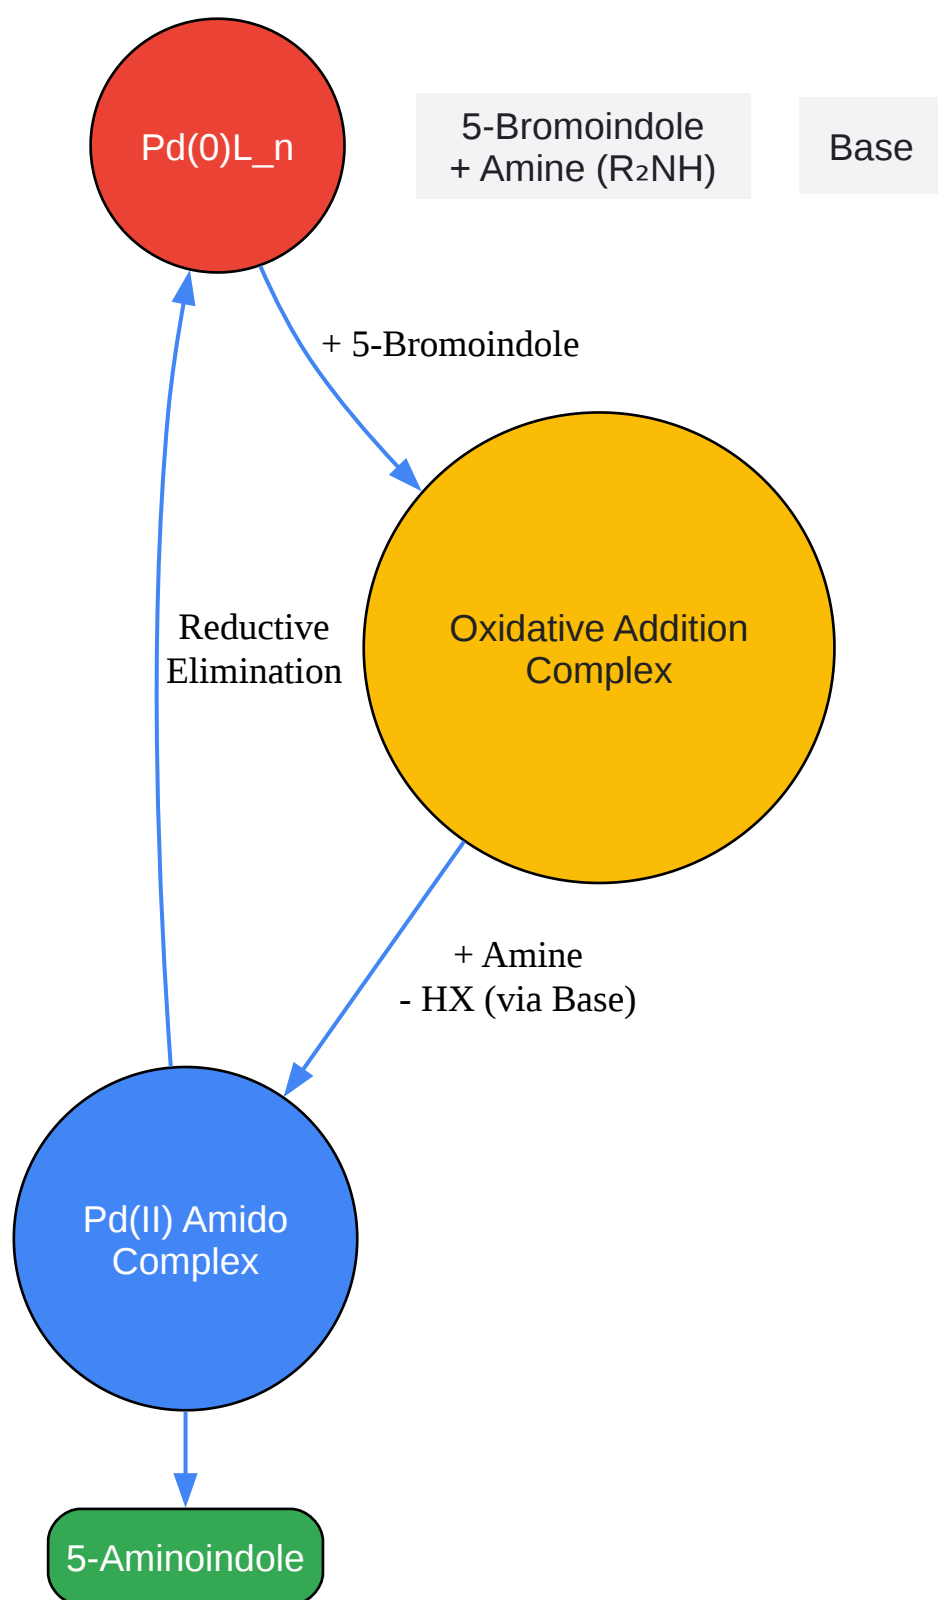 Pd(0)L_n
5-Bromoindole
+ Amine (R₂NH)
Base
+ 5-Bromoindole
Oxidative Addition
Complex
Reductive
Elimination
+ Amine
- HX (via Base)
Pd(II) Amido
Complex
5-Aminoindole